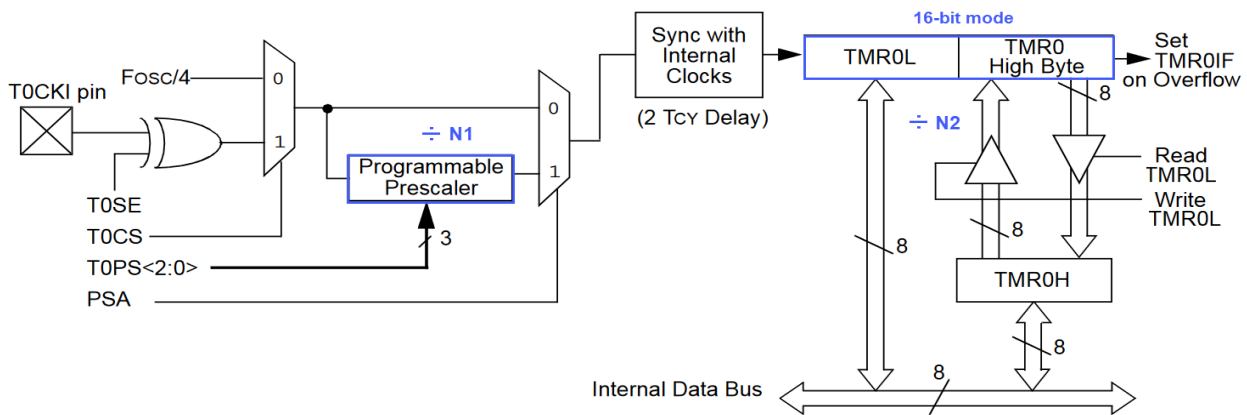 16-bit mode
Sync with
Internal
Clocks
(2 TCY Delay)
TMR0L
TMR0
High Byte
Set
TMR0IF
on Overflow
FOSC/4
T0CKI pin
0
1
÷ N1
Programmable
Prescaler
0
1
8
÷ N2
Read
TMR0L
Write
TMR0L
T0SE
T0CS
3
T0PS<2:0>
PSA
8
8
TMR0H
8
Internal Data Bus
8